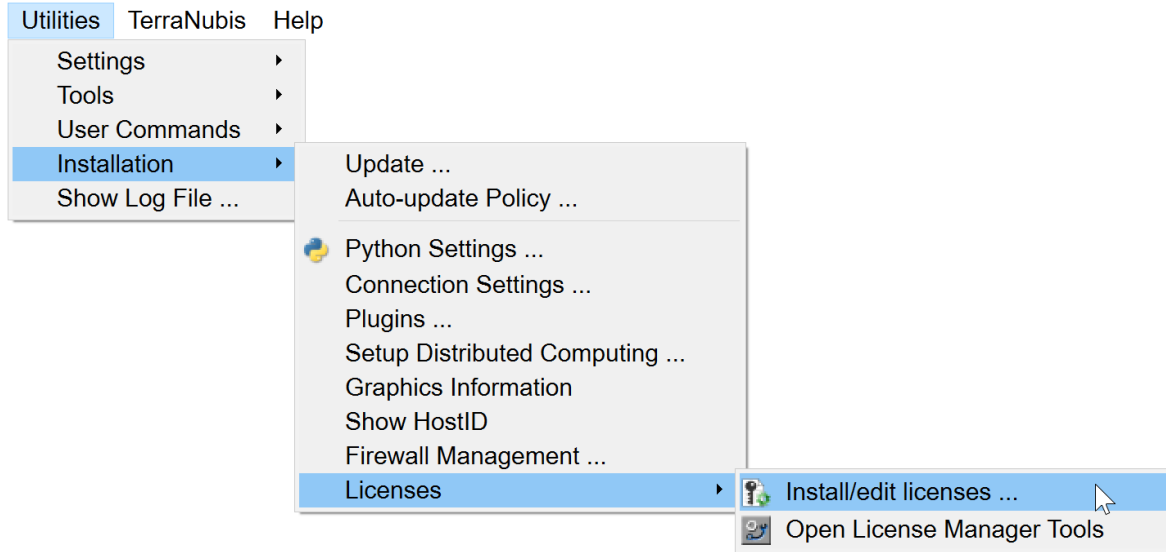 Utilities TerraNubis Help
Settings
Tools
User Commands
Installation
Show Log File ...
Update ...
Auto-update Policy ...
Python Settings ...
Connection Settings ...
Plugins ...
Setup Distributed Computing ...
Graphics Information
Show HostID
Firewall Management ...
Licenses
Install/edit licenses ...
Open License Manager Tools